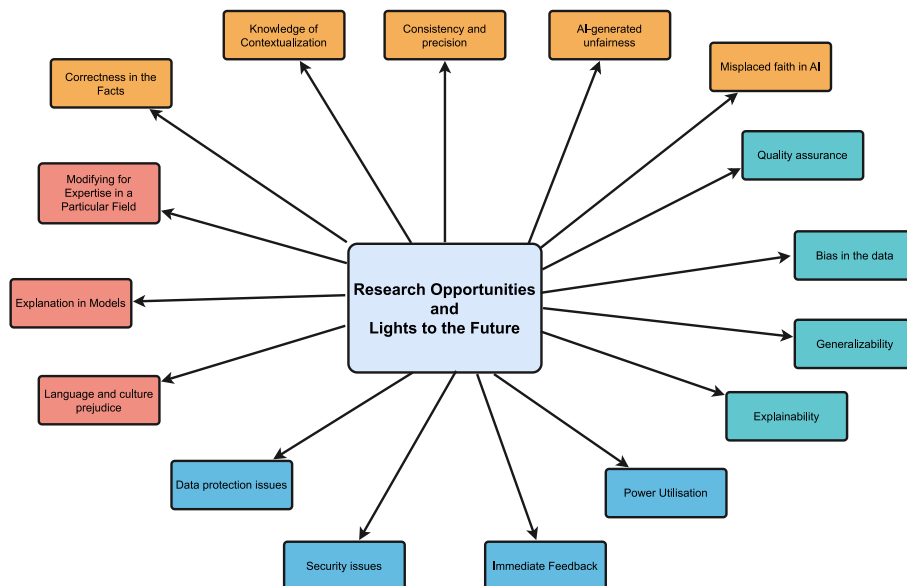 Knowledge of
Contextualization
Consistency and
precision
AI-generated
unfairness
Misplaced faith in AI
Correctness in the
Facts
Quality assurance
Modifying for
Expertise in a
Particular Field
Bias in the data
Research Opportunities
and
Lights to the Future
Explanation in Models
Generalizability
Language and culture
prejudice
Explainability
Data protection issues
Power Utilisation
Security issues
Immediate Feedback